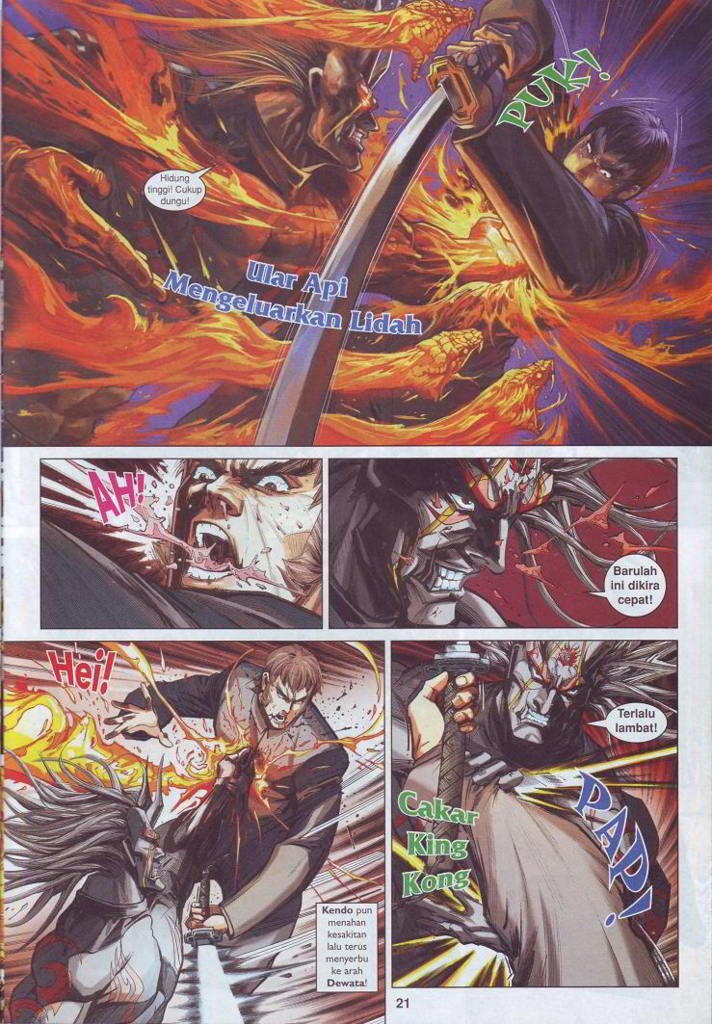 PUK!
Hidung
tinggi! Cukup
dungu!
Ular Api
Mengeluarkan Lidah
AH!
Barulah
ini dikira
cepat!
Hei!
Kendo pun
menahan
kesakitan
lalu terus
menyerbu
ke arah
Dewata!
Terlalu
lambat!
Cakar
King
Kong
PAP!
21